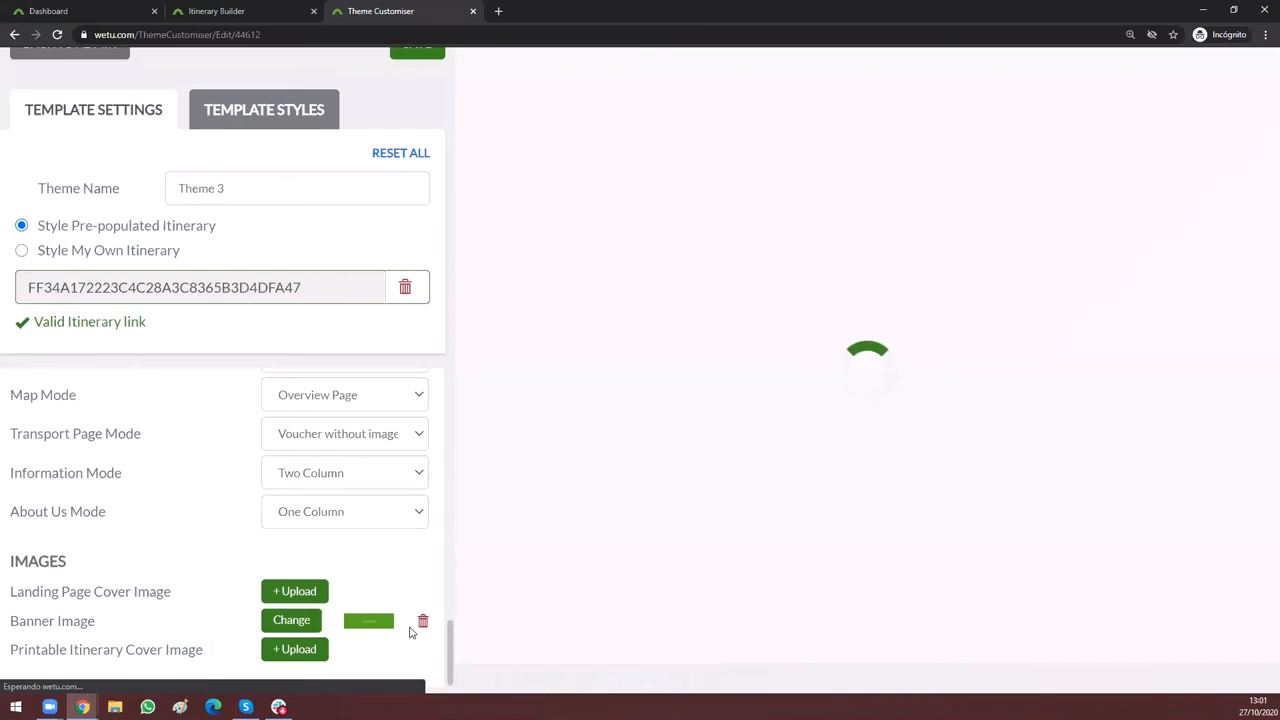 Dashboard
Itinerary Builder
Theme Customiser
wetu.com/ThemeCustomiser/Edit/44612
Incógnito
TEMPLATE SETTINGS
TEMPLATE STYLES
RESET ALL
Theme Name
Theme 3
Style Pre-populated Itinerary
Style My Own Itinerary
FF34A172223C4C28A3C8365B3D4DFA47
Valid Itinerary link
Map Mode
Overview Page
Transport Page Mode
Voucher without image
Information Mode
Two Column
About Us Mode
One Column
IMAGES
Landing Page Cover Image
+ Upload
Banner Image
Change
Printable Itinerary Cover Image
+ Upload
Esperando wetu.com...
13:01
27/10/2020